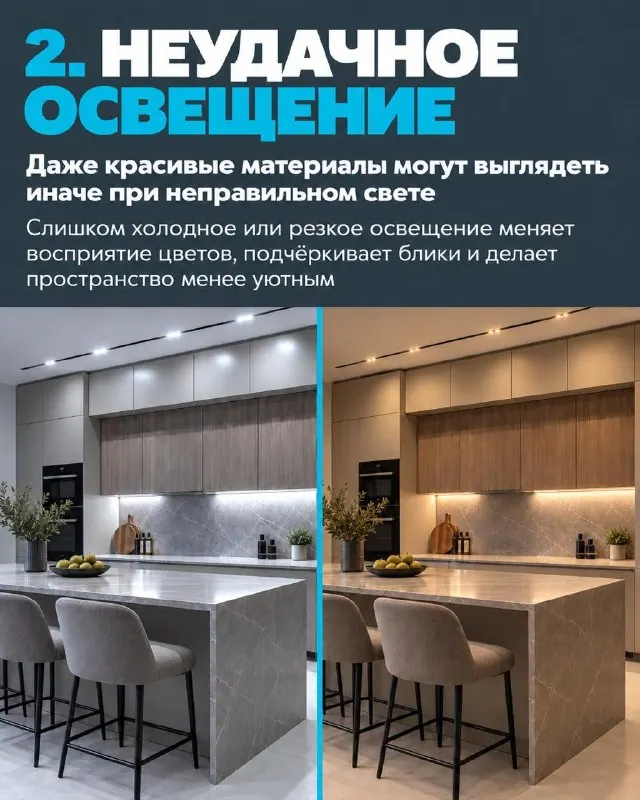 2. НЕУДАЧНОЕ
ОСВЕЩЕНИЕ
Даже красивые материалы могут выглядеть
иначе при неправильном свете
Слишком холодное или резкое освещение меняет
восприятие цветов, подчёркивает блики и делает
пространство менее уютным